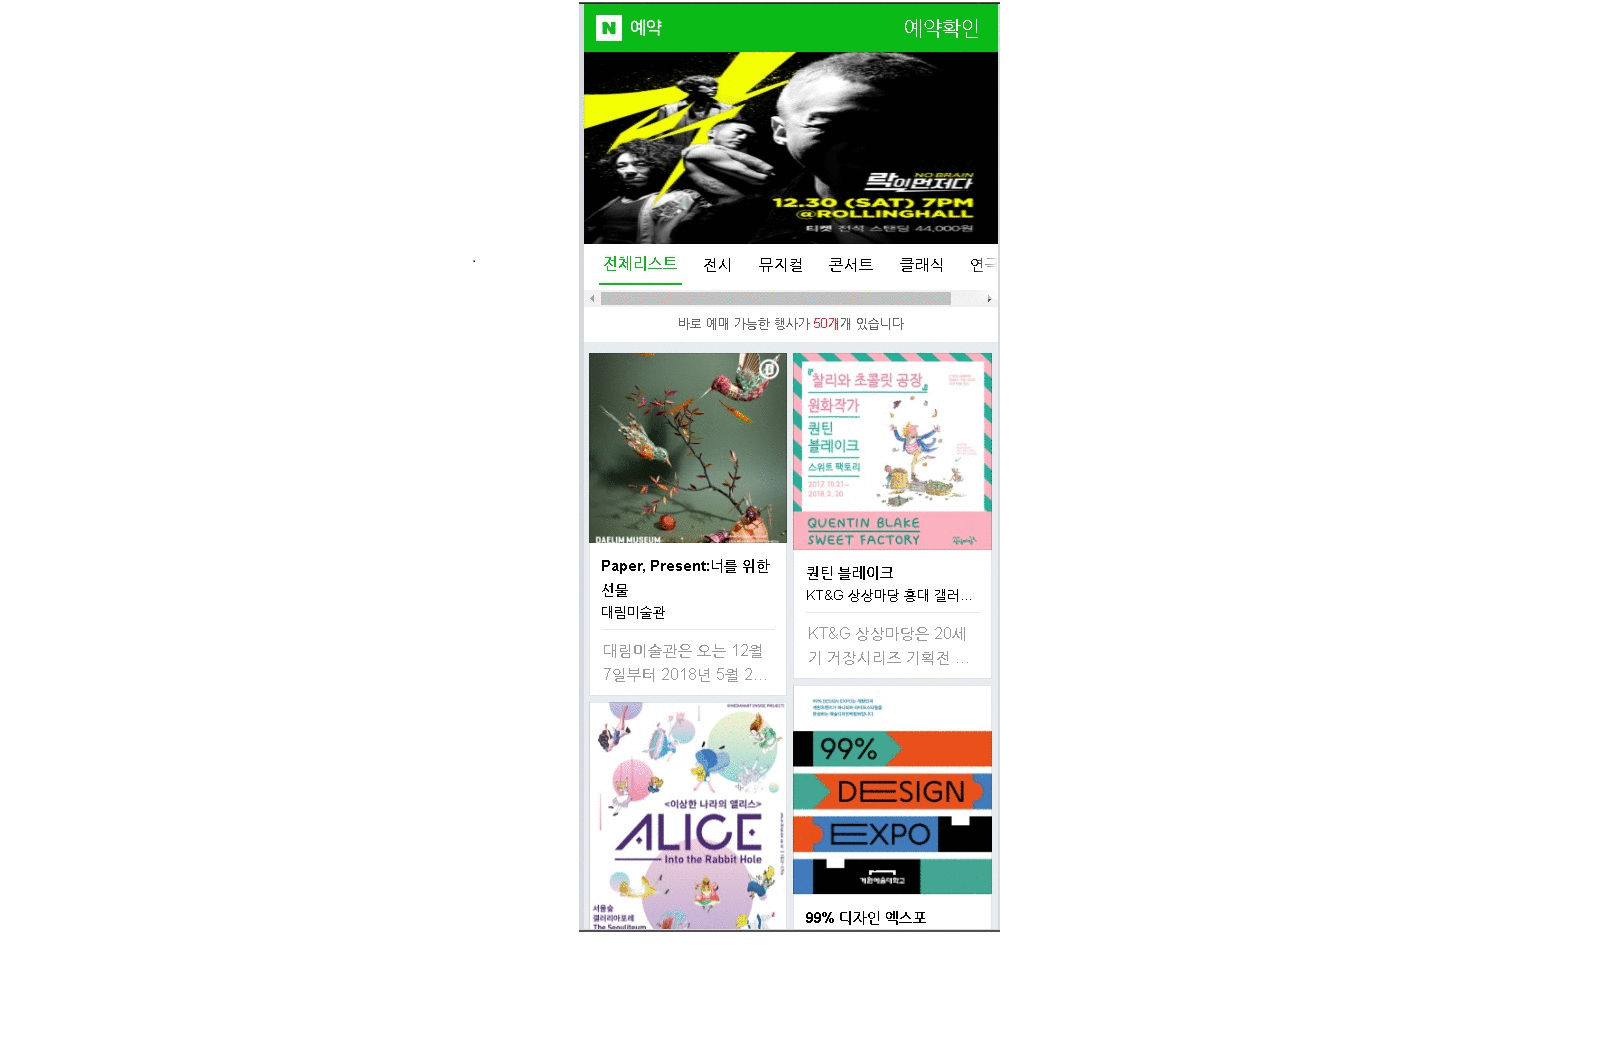 N 예약
예약확인
NO BRAIN
락이먼저다
12.30 (SAT) 7PM
@ROLLINGHALL
티켓 전석 스탠딩 44,000원
전체리스트 전시 뮤지컬 콘서트 클래식 연극
바로 예매 가능한 행사가 50개개 있습니다
DAELIM MUSEUM
Paper, Present:너를 위한
선물
대림미술관
대림미술관은 오는 12월
7일부터 2018년 5월 2...
찰리와 초콜릿 공장
원화작가
퀀틴
블레이크
스위트 팩토리
2017.10.21~
2018.2.20
QUENTIN BLAKE
SWEET FACTORY
퀀틴 블레이크
KT&G 상상마당 홍대 갤러...
KT&G 상상마당은 20세
기 거장시리즈 기획전 ...
<이상한 나라의 앨리스>
ALICE
Into the Rabbit Hole
서울숲
갤러리아포레
The Seouliteum
99%
DESIGN
EXPO
계원예술대학교
99% 디자인 엑스포